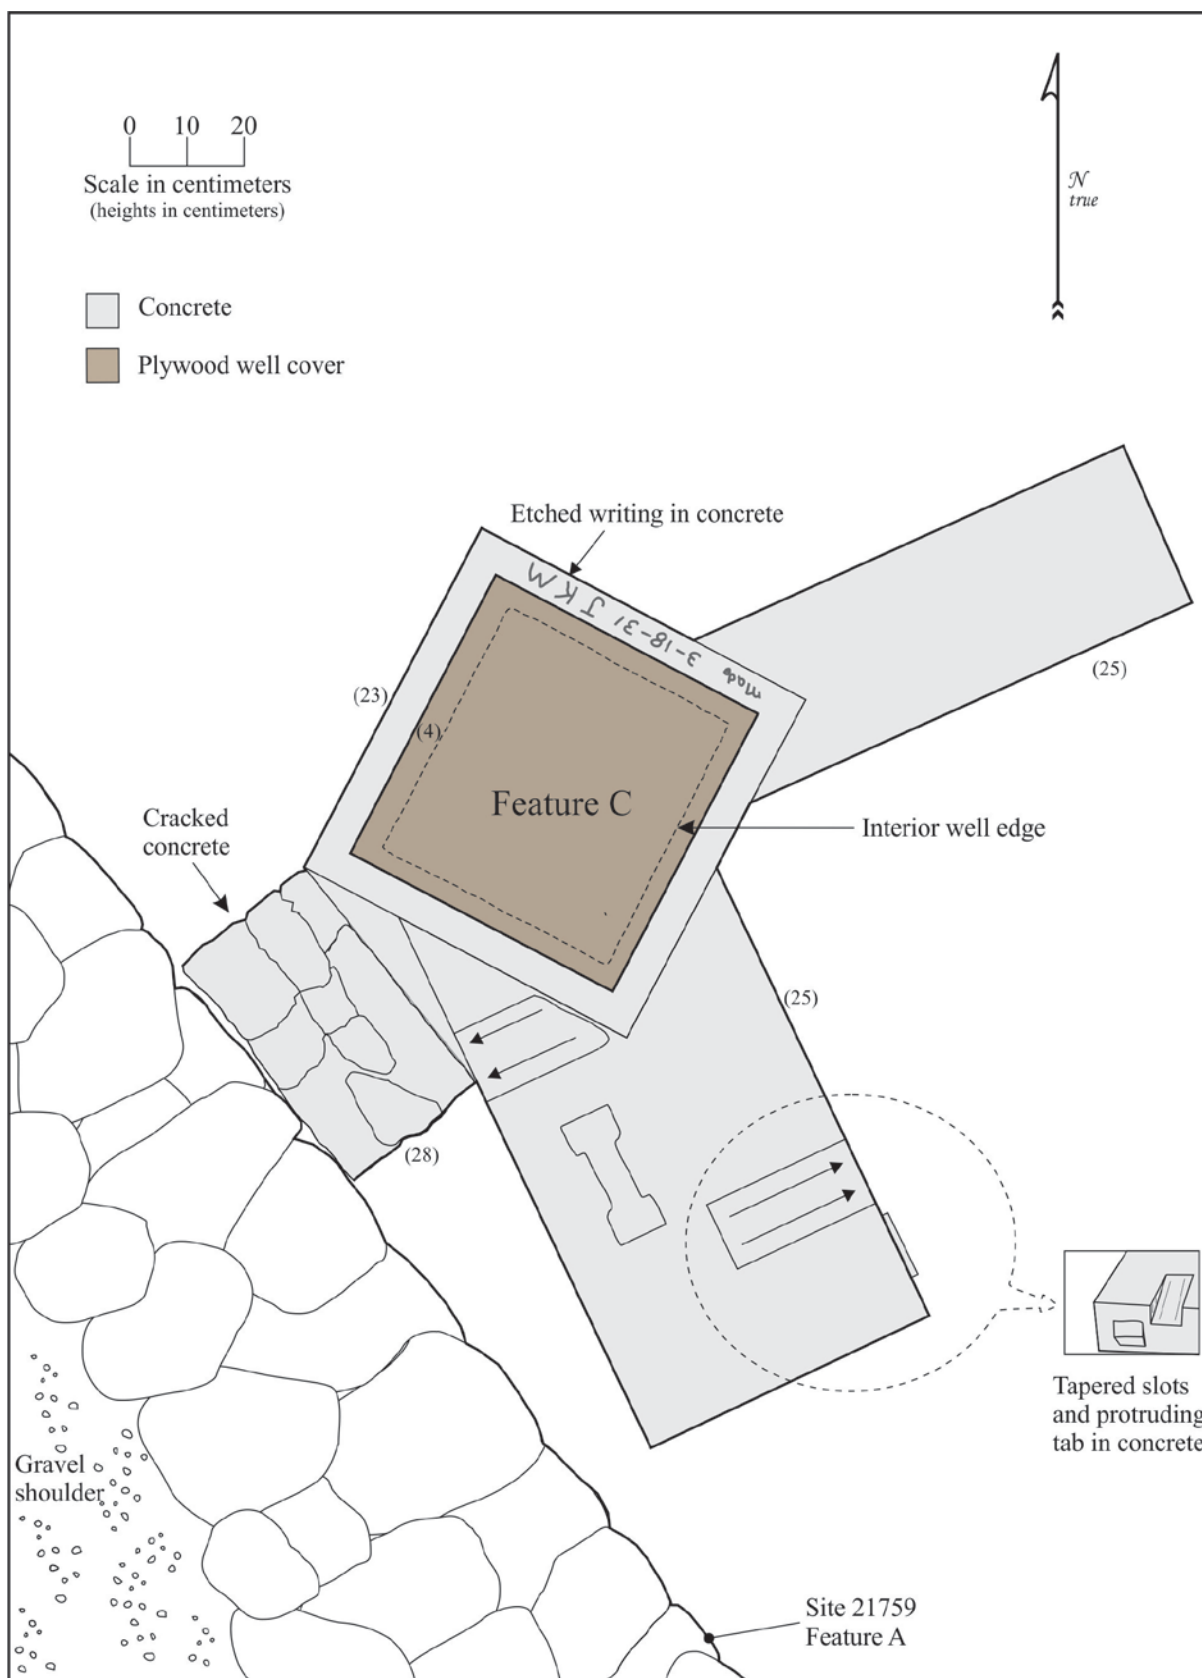 0 10 20
Scale in centimeters
(heights in centimeters)
N
true
Concrete
Plywood well cover
Etched writing in concrete
3-18-31 JKM
(23)
(4)
(25)
Feature C
Interior well edge
Cracked
concrete
(25)
(28)
Tapered slots
and protruding
tab in concrete
Gravel
shoulder
Site 21759
Feature A